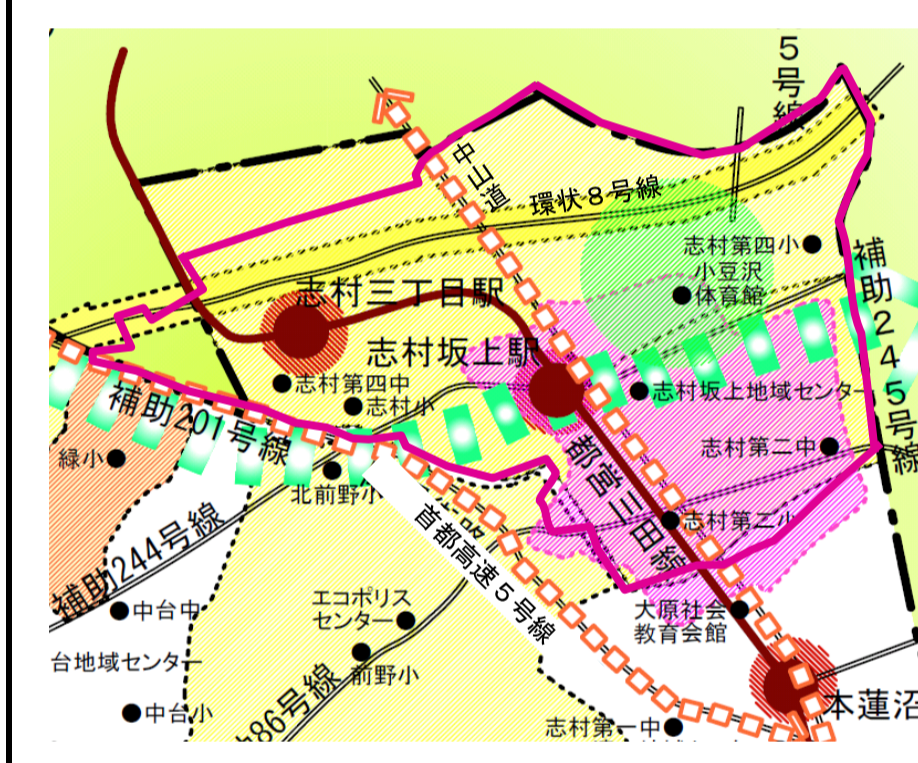 5号線
中山道
環状8号線
志村第四小
小豆沢
体育館
補助245号線
志村三丁目駅
志村坂上駅
志村第四中
志村小
志村坂上地域センター
補助201号線
都営三田線
志村第二中
緑小
北前野小
志村第二小
首都高速5号線
補助244号線
エコポリス
センター
中台中
大原社会
教育会館
台地域センター
前野小
86号線
本蓮沼
中台小
志村第一中